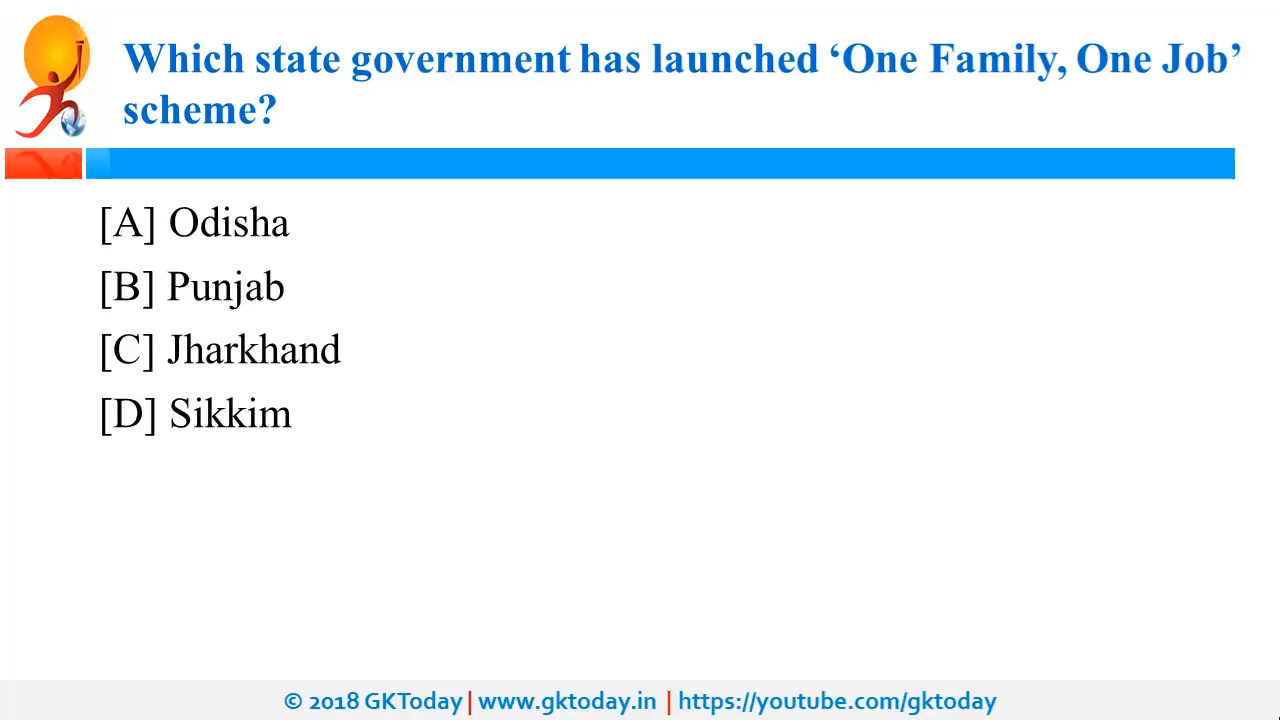 Which state government has launched ‘One Family, One Job’
scheme?
[A] Odisha
[B] Punjab
[C] Jharkhand
[D] Sikkim
© 2018 GKToday | www.gktoday.in | https://youtube.com/gktoday